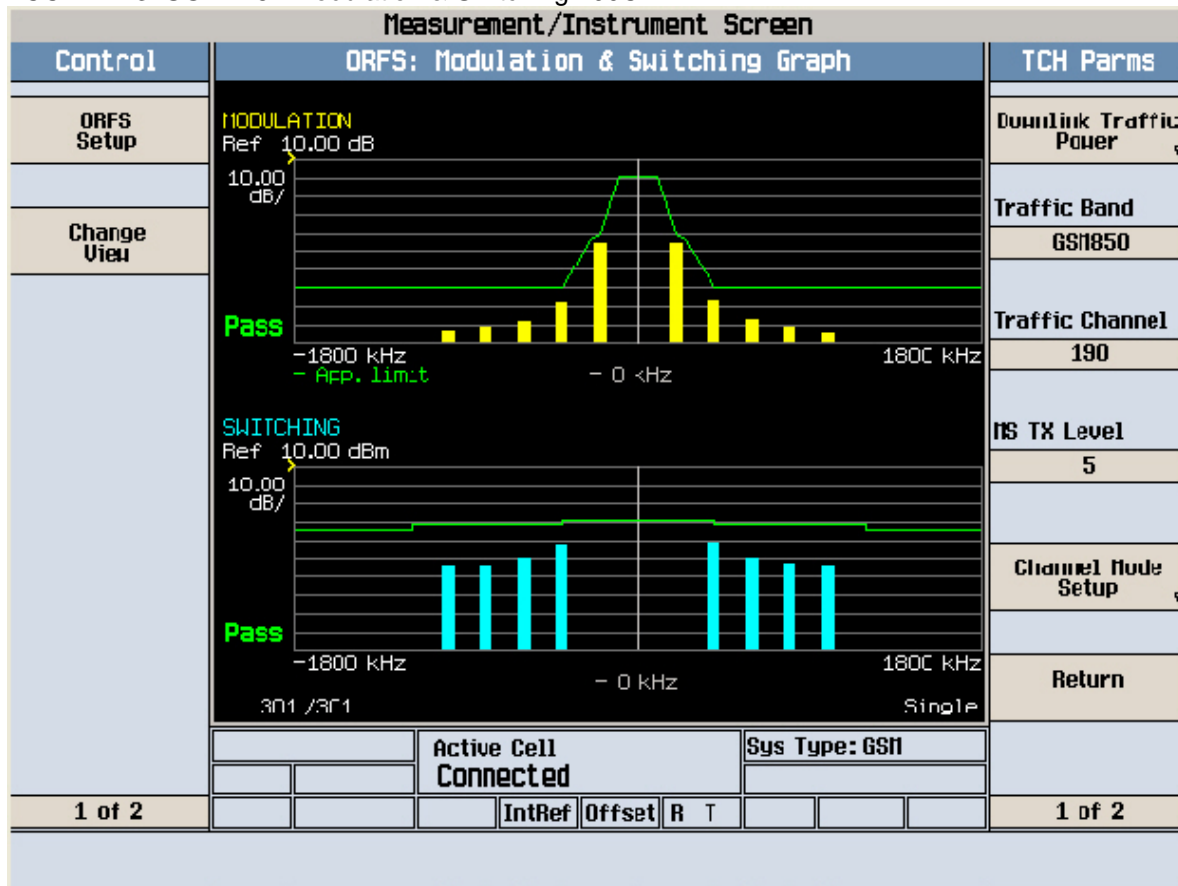 Measurement/Instrument Screen
Control
ORFS: Modulation & Switching Graph
TCH Parms
ORFS
Setup
Change
View
1 of 2
MODULATION
Ref 10.00 dB
10.00
dB/
Pass
-1800 kHz
1800 kHz
- App. limit
- 0 kHz
SWITCHING
Ref 10.00 dBm
10.00
dB/
Pass
-1800 kHz
1800 kHz
- 0 kHz
301 /301
Single
Active Cell
Connected
Sys Type: GSM
IntRef
Offset
R T
Downlink Traffic
Power
Traffic Band
GSM850
Traffic Channel
190
MS TX Level
5
Channel Mode
Setup
Return
1 of 2